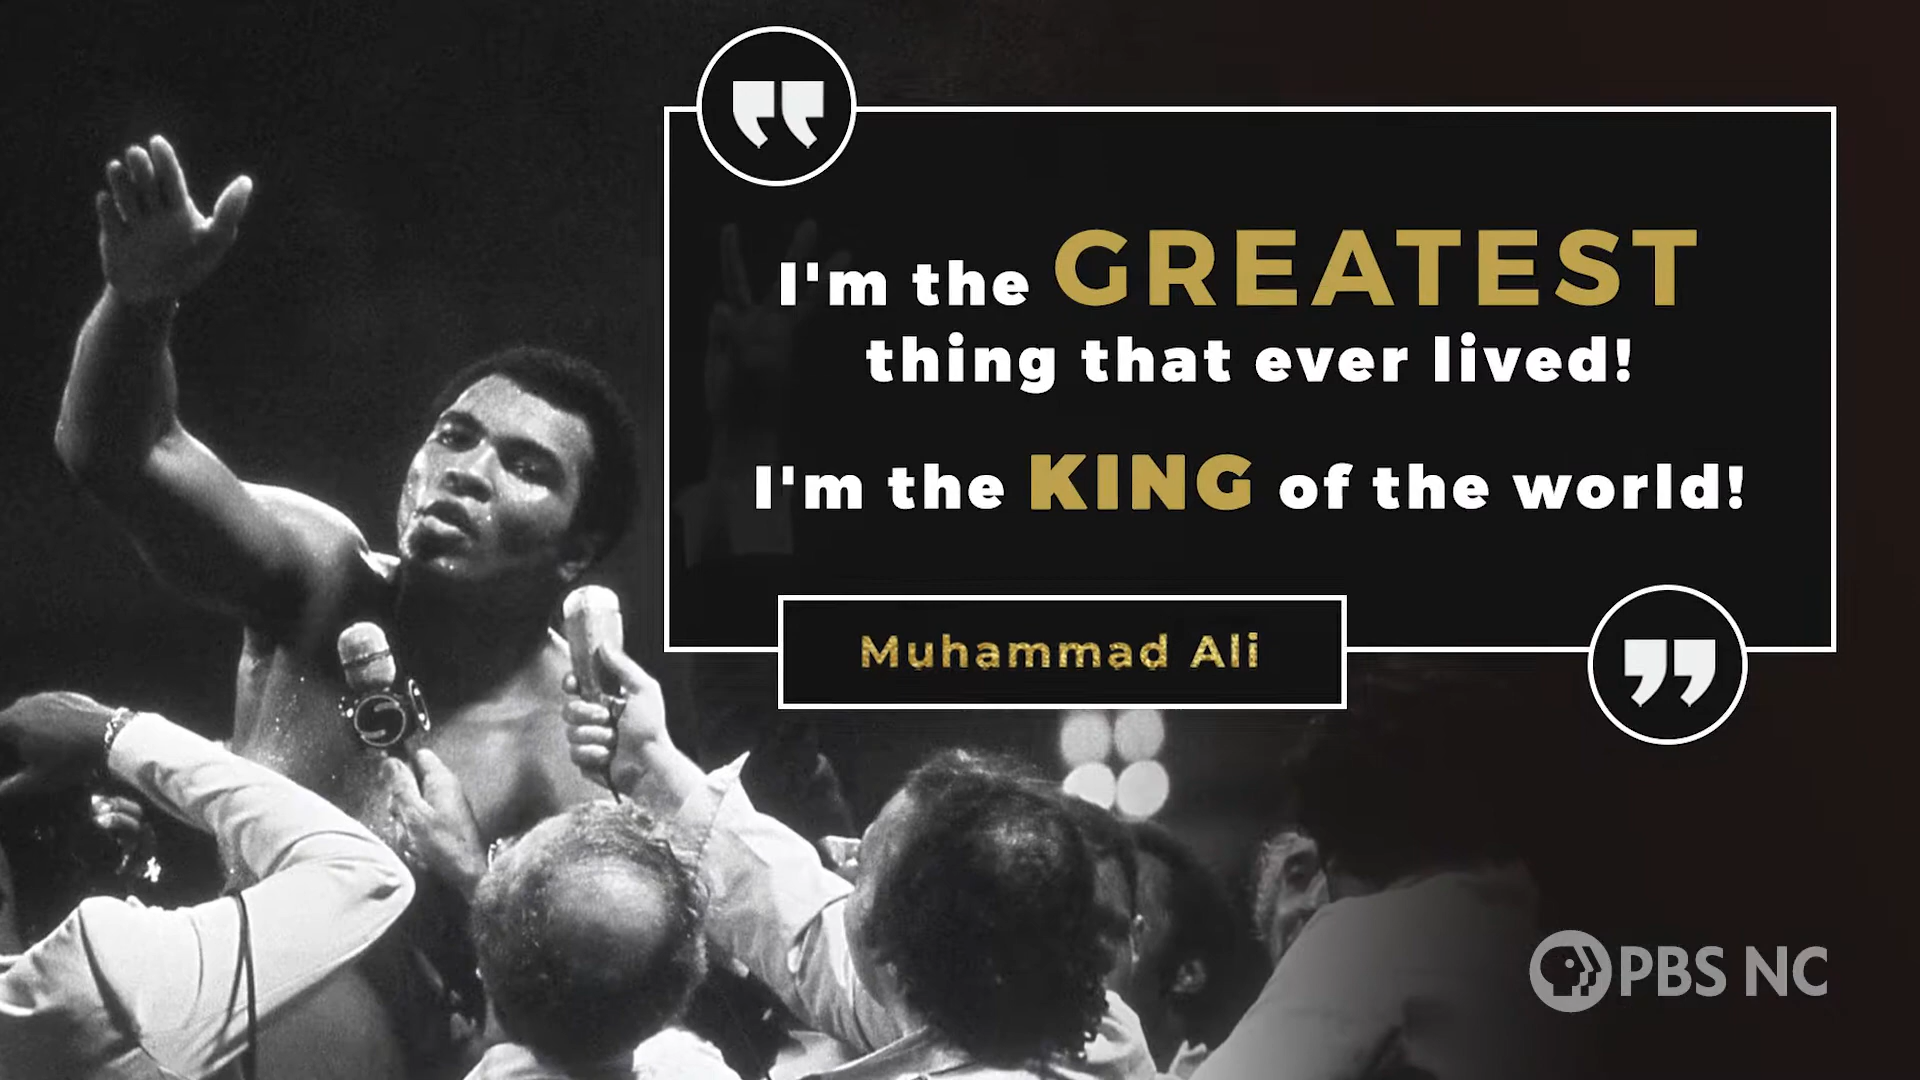 I'm the GREATEST
thing that ever lived!
I'm the KING of the world!
Muhammad Ali
PBS NC